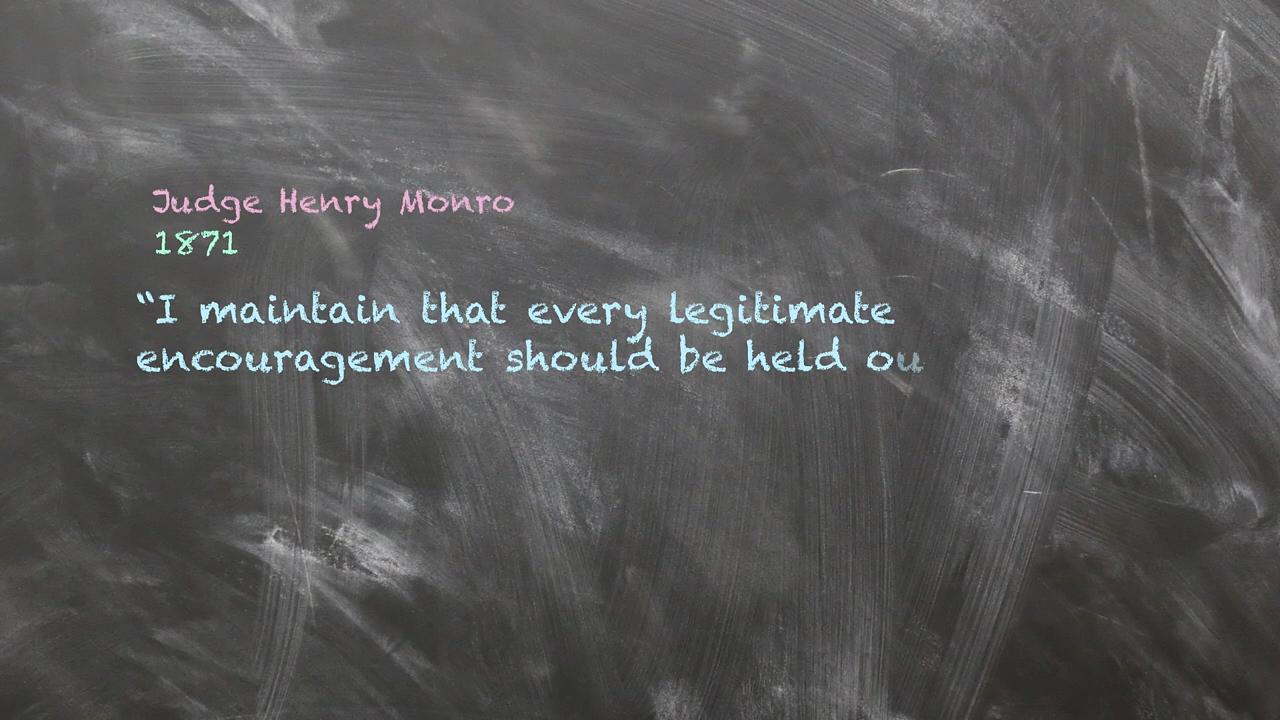 Judge Henry Monro
1871
“I maintain that every legitimate
encouragement should be held ou